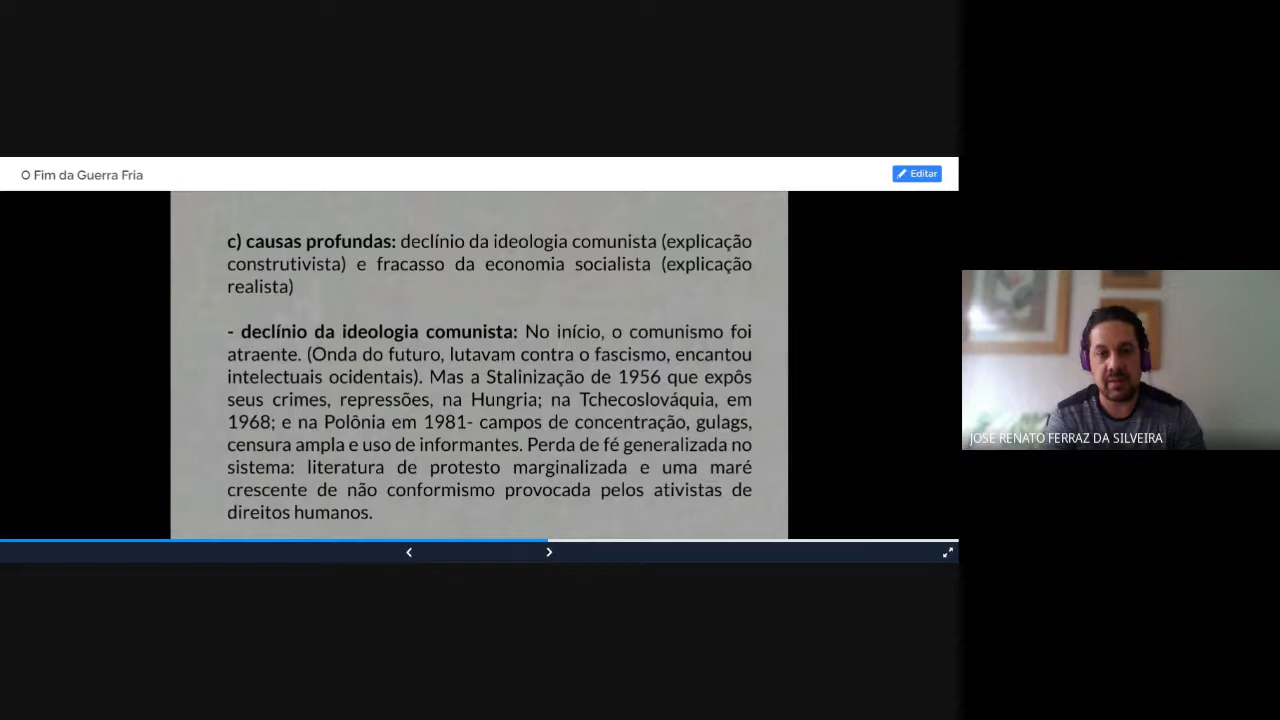 O Fim da Guerra Fria
Editar
c) causas profundas: declínio da ideologia comunista (explicação
construtivista) e fracasso da economia socialista (explicação
realista)
- declínio da ideologia comunista: No início, o comunismo foi
atraente. (Onda do futuro, lutavam contra o fascismo, encantou
intelectuais ocidentais). Mas a Stalinização de 1956 que expôs
seus crimes, repressões, na Hungria; na Tchecoslováquia, em
1968; e na Polônia em 1981- campos de concentração, gulags,
censura ampla e uso de informantes. Perda de fé generalizada no
sistema: literatura de protesto marginalizada e uma maré
crescente de não conformismo provocada pelos ativistas de
direitos humanos.
JOSE RENATO FERRAZ DA SILVEIRA